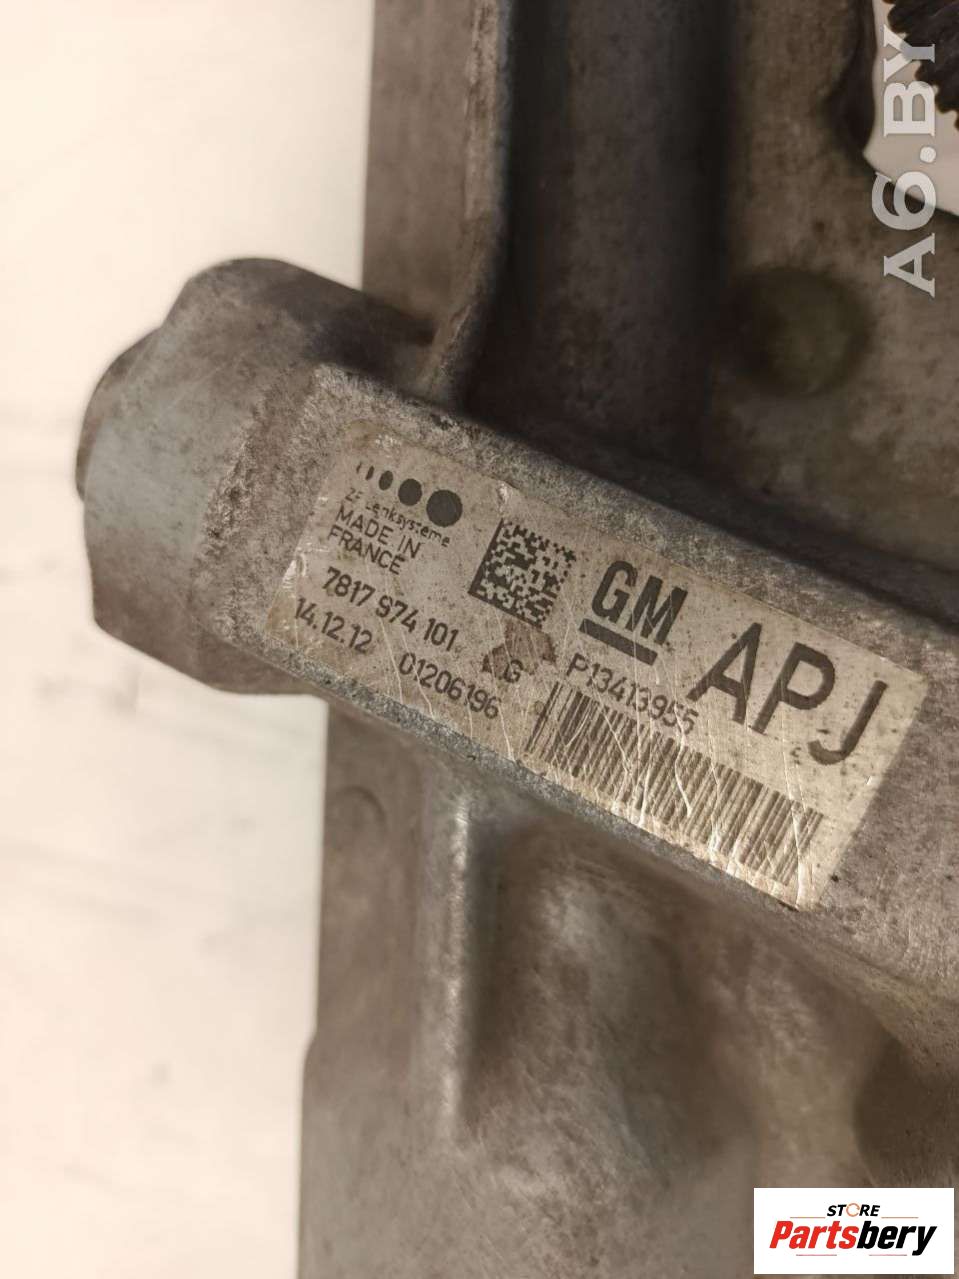 A6.BY
ZF Lenksysteme
MADE IN
FRANCE
7817 974 101
14.12.12 01206196
G
GM
APJ
P13413955
STORE
Partsbery